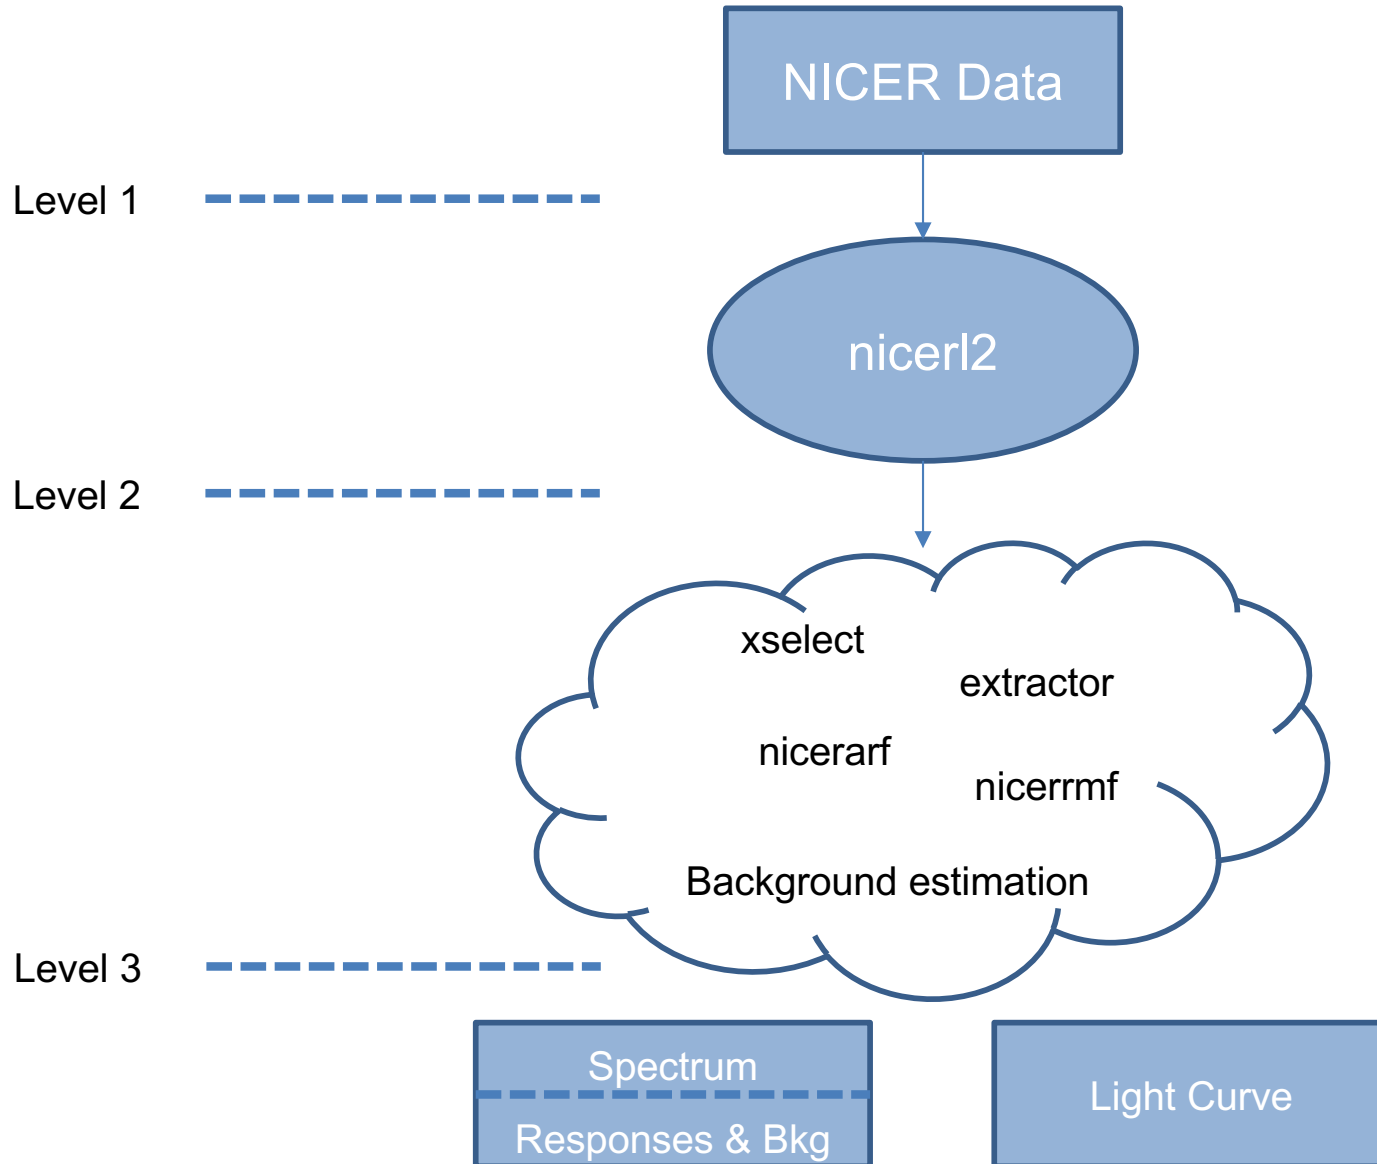 NICER Data
Level 1
nicerl2
Level 2
xselect
extractor
nicerarf
nicerrmf
Background estimation
Level 3
Spectrum
Responses & Bkg
Light Curve